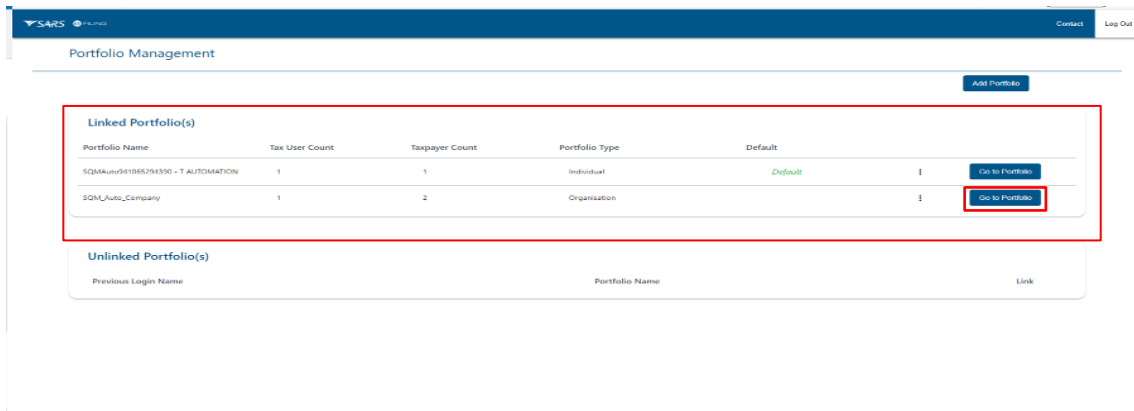 SARS eFILING
Contact
Log Out
Portfolio Management
Add Portfolio
Linked Portfolio(s)
Portfolio Name Tax User Count Taxpayer Count Portfolio Type Default
SQMAuto941065294390 - T AUTOMATION 1 1 Individual Default Go to Portfolio
SQM_Auto_Company 1 2 Organisation Go to Portfolio
Unlinked Portfolio(s)
Previous Login Name Portfolio Name Link